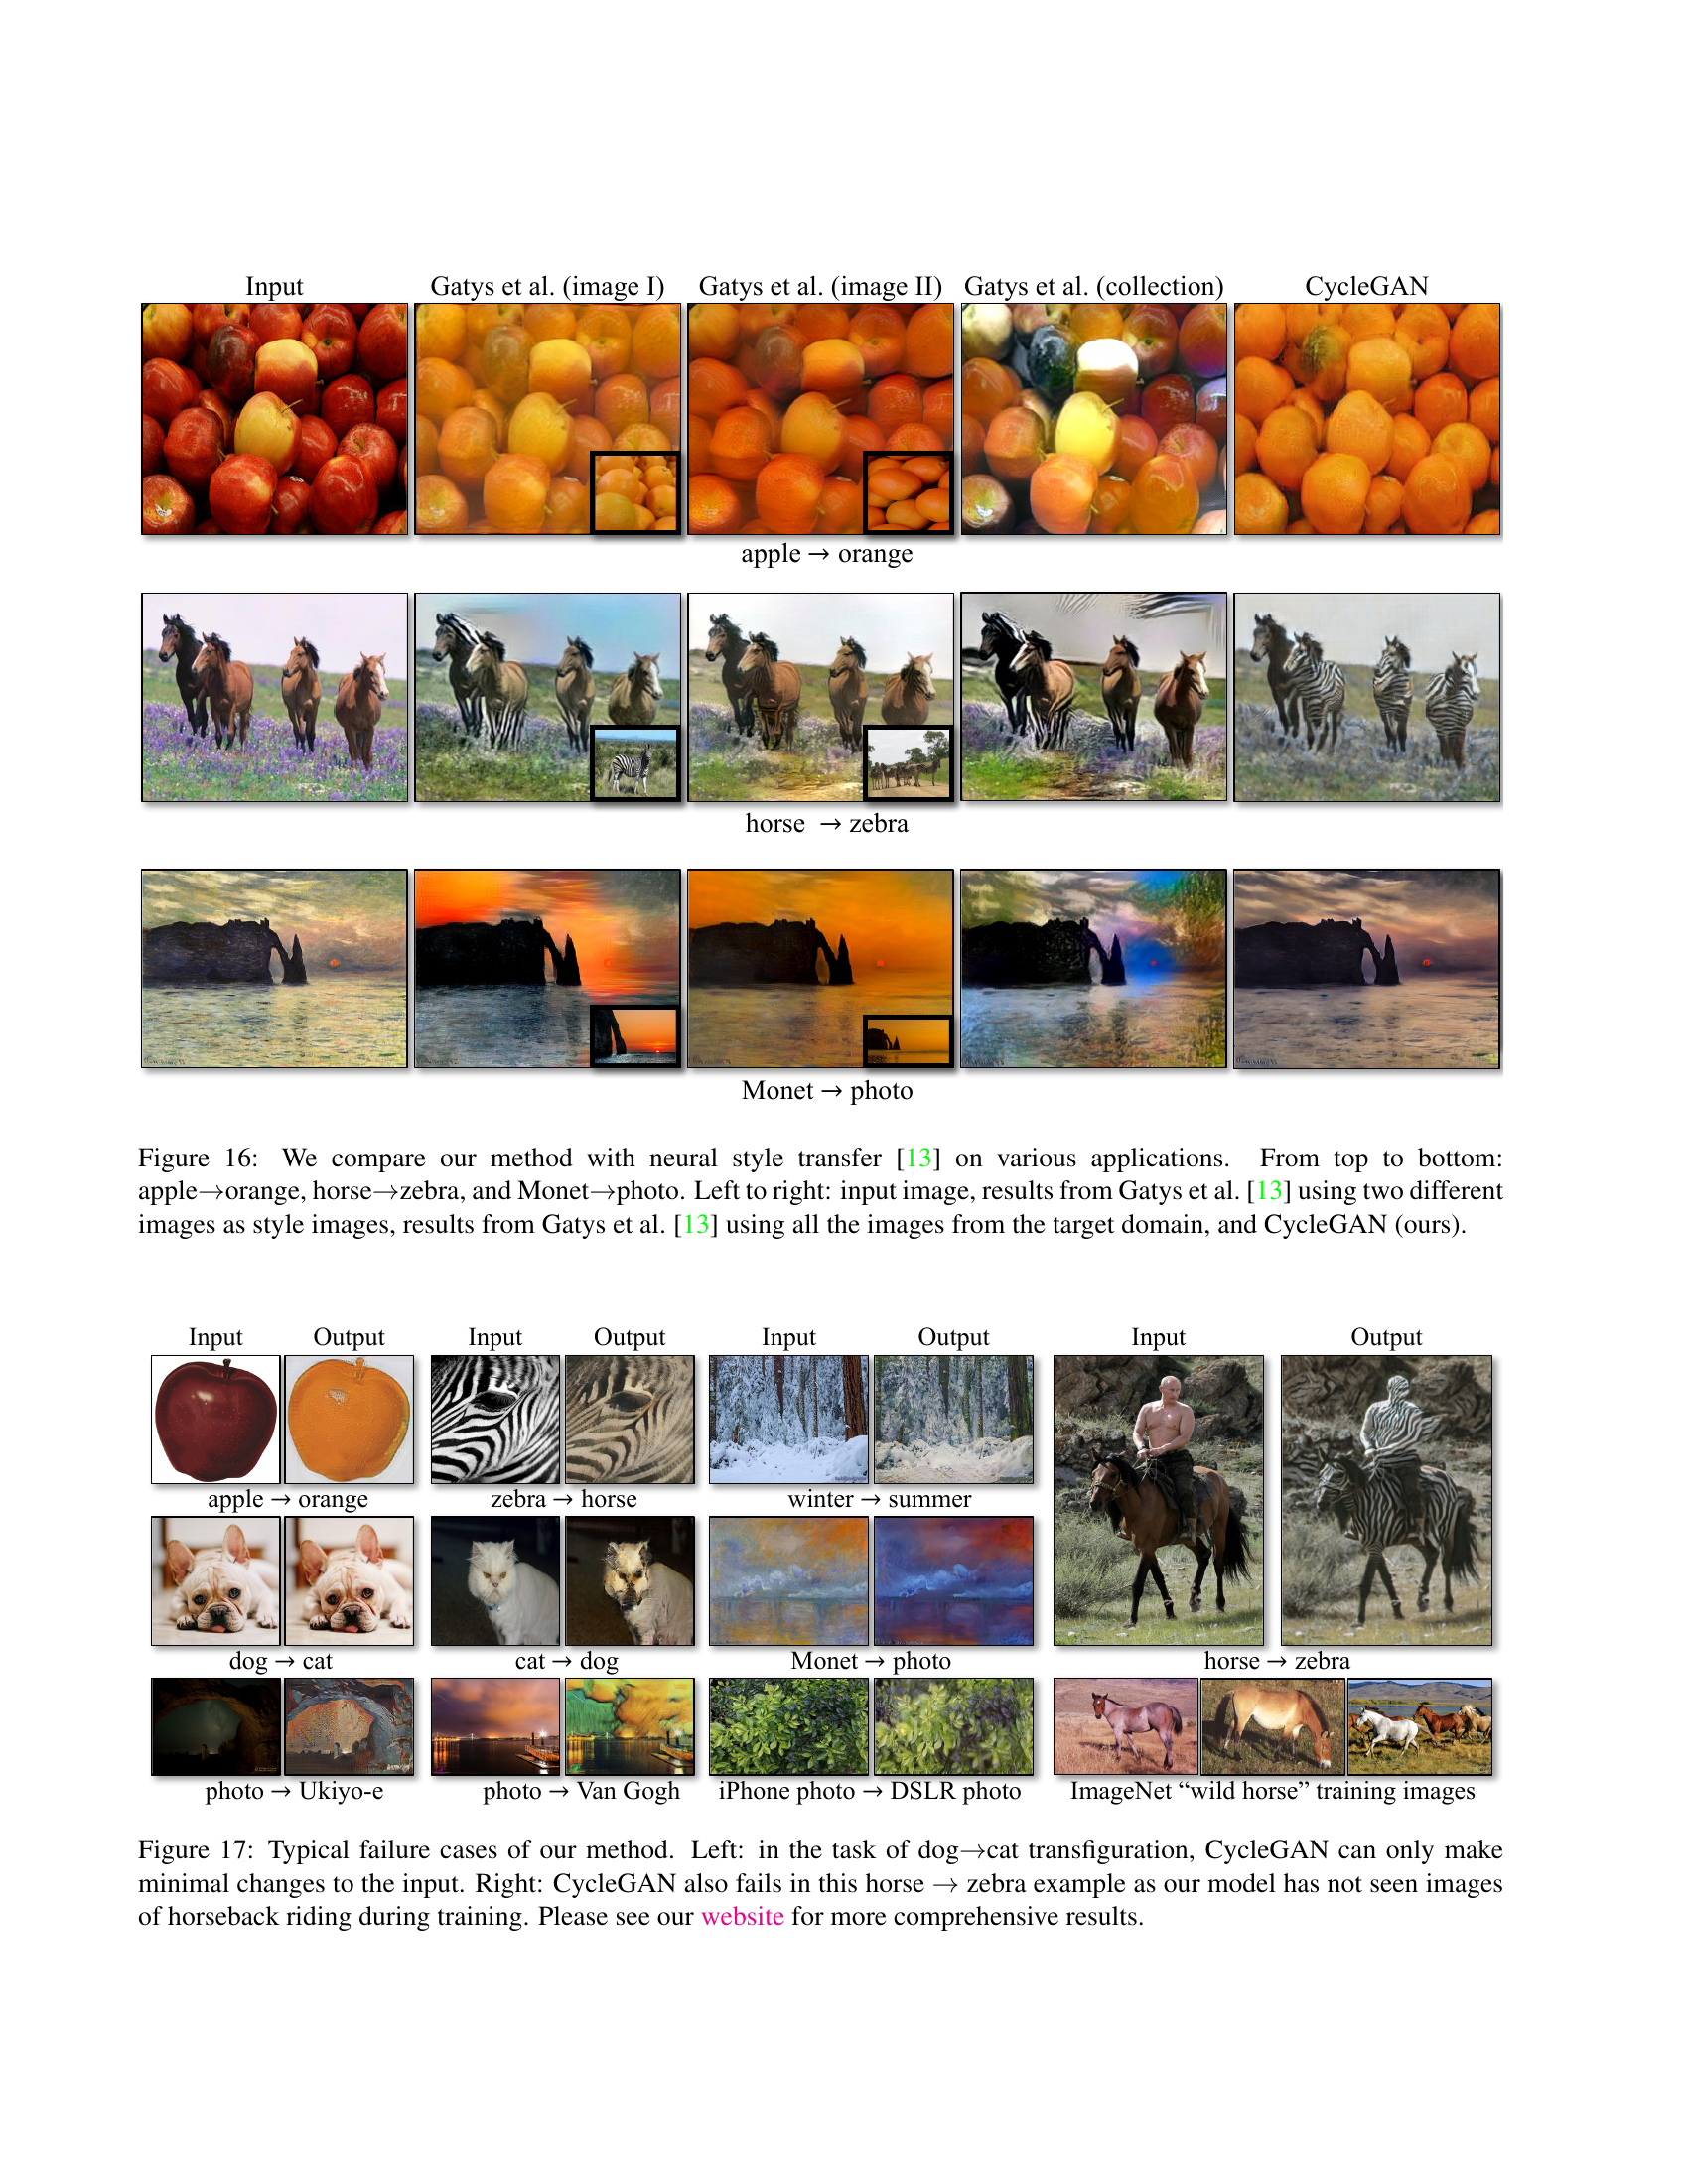 Input Gatys et al. (image I) Gatys et al. (image II) Gatys et al. (collection) CycleGAN
apple → orange
horse → zebra
Monet → photo
Figure 16: We compare our method with neural style transfer [13] on various applications. From top to bottom:
apple→orange, horse→zebra, and Monet→photo. Left to right: input image, results from Gatys et al. [13] using two different
images as style images, results from Gatys et al. [13] using all the images from the target domain, and CycleGAN (ours).
Input Output Input Output Input Output Input Output
apple → orange zebra → horse winter → summer
dog → cat cat → dog Monet → photo horse → zebra
photo → Ukiyo-e photo → Van Gogh iPhone photo → DSLR photo ImageNet “wild horse” training images
Figure 17: Typical failure cases of our method. Left: in the task of dog→cat transfiguration, CycleGAN can only make
minimal changes to the input. Right: CycleGAN also fails in this horse → zebra example as our model has not seen images
of horseback riding during training. Please see our website for more comprehensive results.